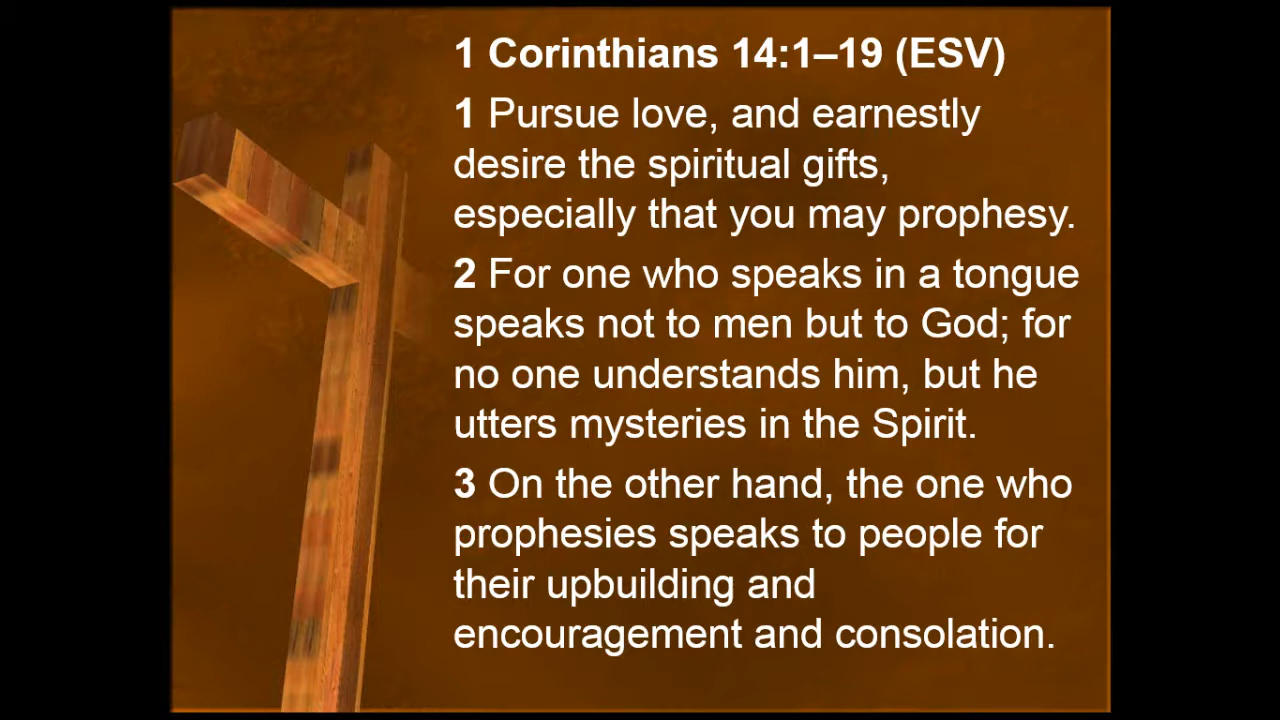 1 Corinthians 14:1–19 (ESV)
1 Pursue love, and earnestly
desire the spiritual gifts,
especially that you may prophesy.
2 For one who speaks in a tongue
speaks not to men but to God; for
no one understands him, but he
utters mysteries in the Spirit.
3 On the other hand, the one who
prophesies speaks to people for
their upbuilding and
encouragement and consolation.